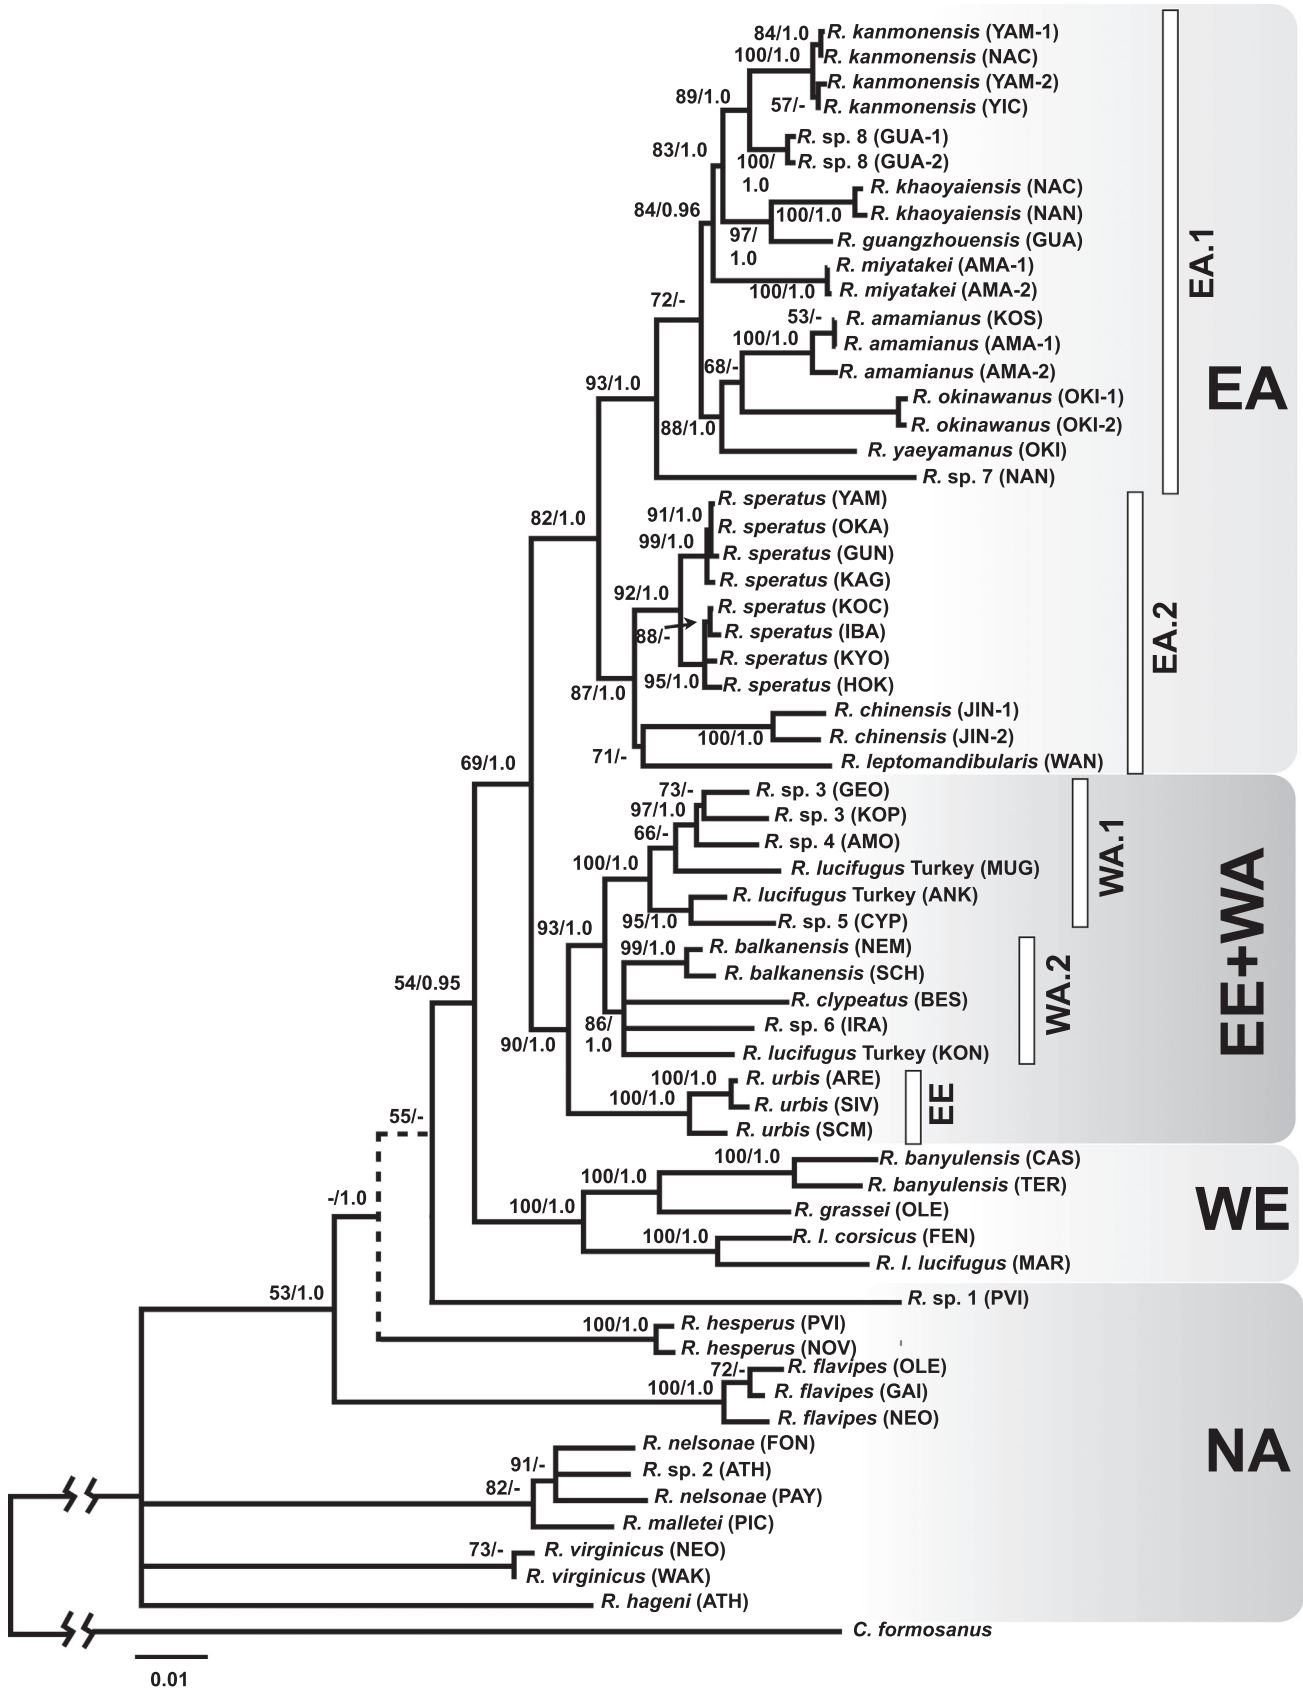 84/1.0
R. kanmonensis (YAM-1)
100/1.0
R. kanmonensis (NAC)
R. kanmonensis (YAM-2)
89/1.0
57/-
R. kanmonensis (YIC)
R. sp. 8 (GUA-1)
83/1.0
100/
1.0
R. sp. 8 (GUA-2)
R. khaoyaiensis (NAC)
84/0.96
100/1.0
R. khaoyaiensis (NAN)
97/
1.0
R. guangzhouensis (GUA)
R. miyatakei (AMA-1)
100/1.0
R. miyatakei (AMA-2)
72/-
53/-
R. amamianus (KOS)
100/1.0
R. amamianus (AMA-1)
68/-
R. amamianus (AMA-2)
93/1.0
R. okinawanus (OKI-1)
88/1.0
R. okinawanus (OKI-2)
R. yaeyamanus (OKI)
R. sp. 7 (NAN)
EA.1
EA
R. speratus (YAM)
82/1.0
91/1.0
R. speratus (OKA)
99/1.0
R. speratus (GUN)
R. speratus (KAG)
92/1.0
R. speratus (KOC)
88/-
R. speratus (IBA)
R. speratus (KYO)
87/1.0
95/1.0
R. speratus (HOK)
R. chinensis (JIN-1)
100/1.0
R. chinensis (JIN-2)
71/-
R. leptomandibularis (WAN)
EA.2
69/1.0
73/-
R. sp. 3 (GEO)
97/1.0
R. sp. 3 (KOP)
66/-
R. sp. 4 (AMO)
100/1.0
R. lucifugus Turkey (MUG)
R. lucifugus Turkey (ANK)
95/1.0
R. sp. 5 (CYP)
WA.1
93/1.0
99/1.0
R. balkanensis (NEM)
R. balkanensis (SCH)
54/0.95
R. clypeatus (BES)
86/
1.0
R. sp. 6 (IRA)
90/1.0
R. lucifugus Turkey (KON)
WA.2
EE+WA
100/1.0
R. urbis (ARE)
100/1.0
R. urbis (SIV)
R. urbis (SCM)
EE
55/-
100/1.0
R. banyulensis (CAS)
100/1.0
R. banyulensis (TER)
-/1.0
100/1.0
R. grassei (OLE)
100/1.0
R. l. corsicus (FEN)
R. l. lucifugus (MAR)
WE
53/1.0
R. sp. 1 (PVI)
100/1.0
R. hesperus (PVI)
R. hesperus (NOV)
72/-
R. flavipes (OLE)
100/1.0
R. flavipes (GAI)
R. flavipes (NEO)
R. nelsonae (FON)
91/-
R. sp. 2 (ATH)
82/-
R. nelsonae (PAY)
R. malletei (PIC)
73/-
R. virginicus (NEO)
R. virginicus (WAK)
R. hageni (ATH)
NA
C. formosanus
0.01